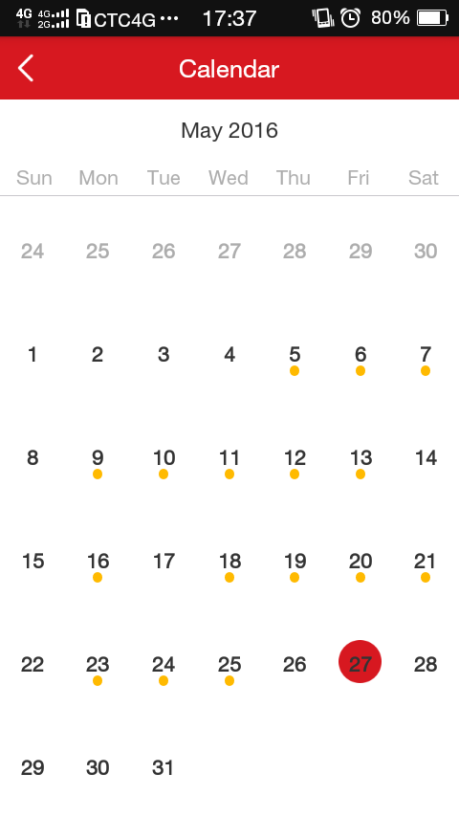 4G 4G 2G CTC4G ··· 17:37 80%
Calendar
May 2016
Sun Mon Tue Wed Thu Fri Sat
24 25 26 27 28 29 30
1 2 3 4 5 6 7
8 9 10 11 12 13 14
15 16 17 18 19 20 21
22 23 24 25 26 27 28
29 30 31